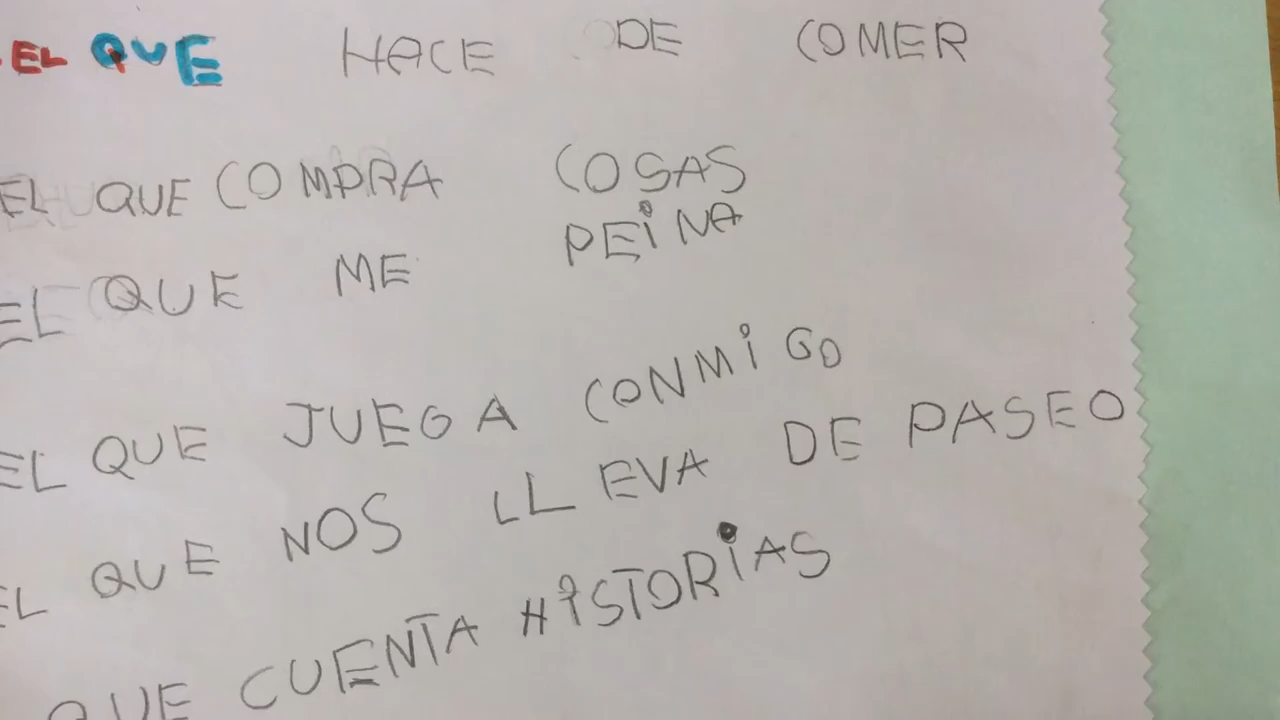 EL QUE HACE DE COMER
EL QUE COMPRA COSAS
EL QUE ME PEiNA
EL QUE JUEGA CONMiGO
EL QUE NOS LLEVA DE PASEO
QUE CUENTA HiSTORiAS